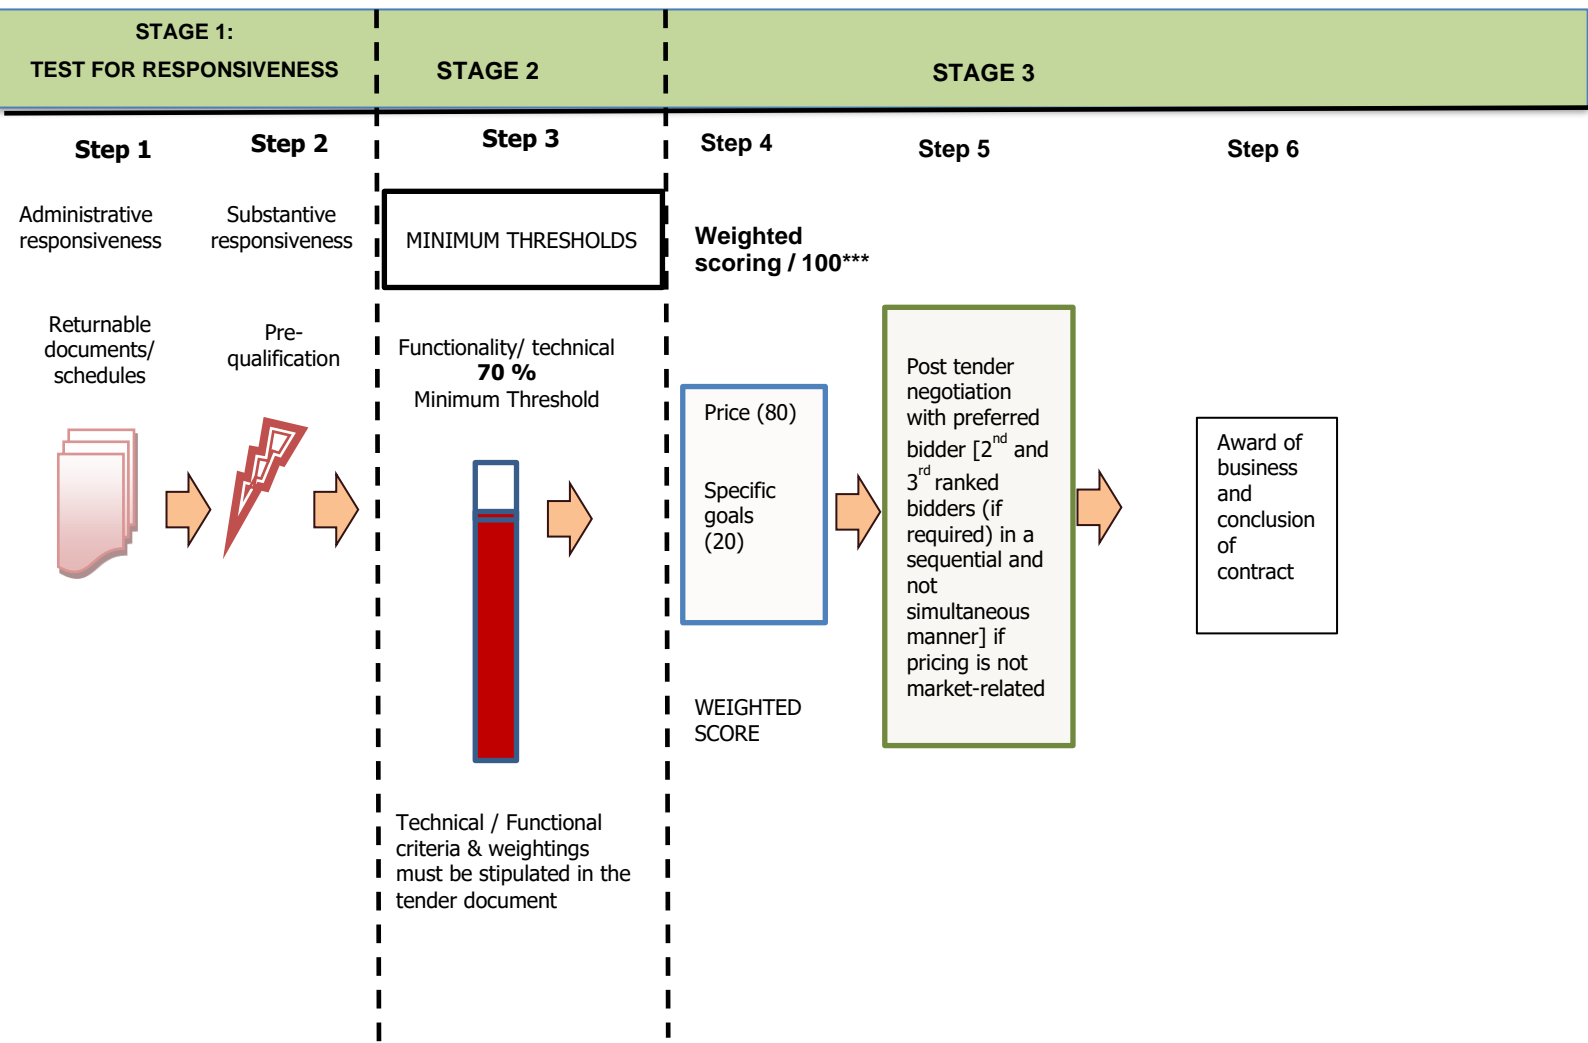 STAGE 1:
TEST FOR RESPONSIVENESS
STAGE 2
STAGE 3
Step 1
Step 2
Step 3
Step 4
Step 5
Step 6
Administrative
responsiveness
Substantive
responsiveness
MINIMUM THRESHOLDS
Weighted
scoring / 100***
Returnable
documents/
schedules
Pre-
qualification
Functionality/ technical
70 %
Minimum Threshold
Technical / Functional
criteria & weightings
must be stipulated in the
tender document
Price (80)
Specific
goals
(20)
WEIGHTED
SCORE
Post tender
negotiation
with preferred
bidder [2nd and
3rd ranked
bidders (if
required) in a
sequential and
not
simultaneous
manner] if
pricing is not
market-related
Award of
business
and
conclusion
of
contract